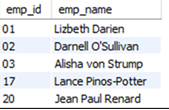 emp_id emp_name
01 Lizbeth Darien
02 Darnell O'Sullivan
03 Alisha von Strump
17 Lance Pinos-Potter
20 Jean Paul Renard